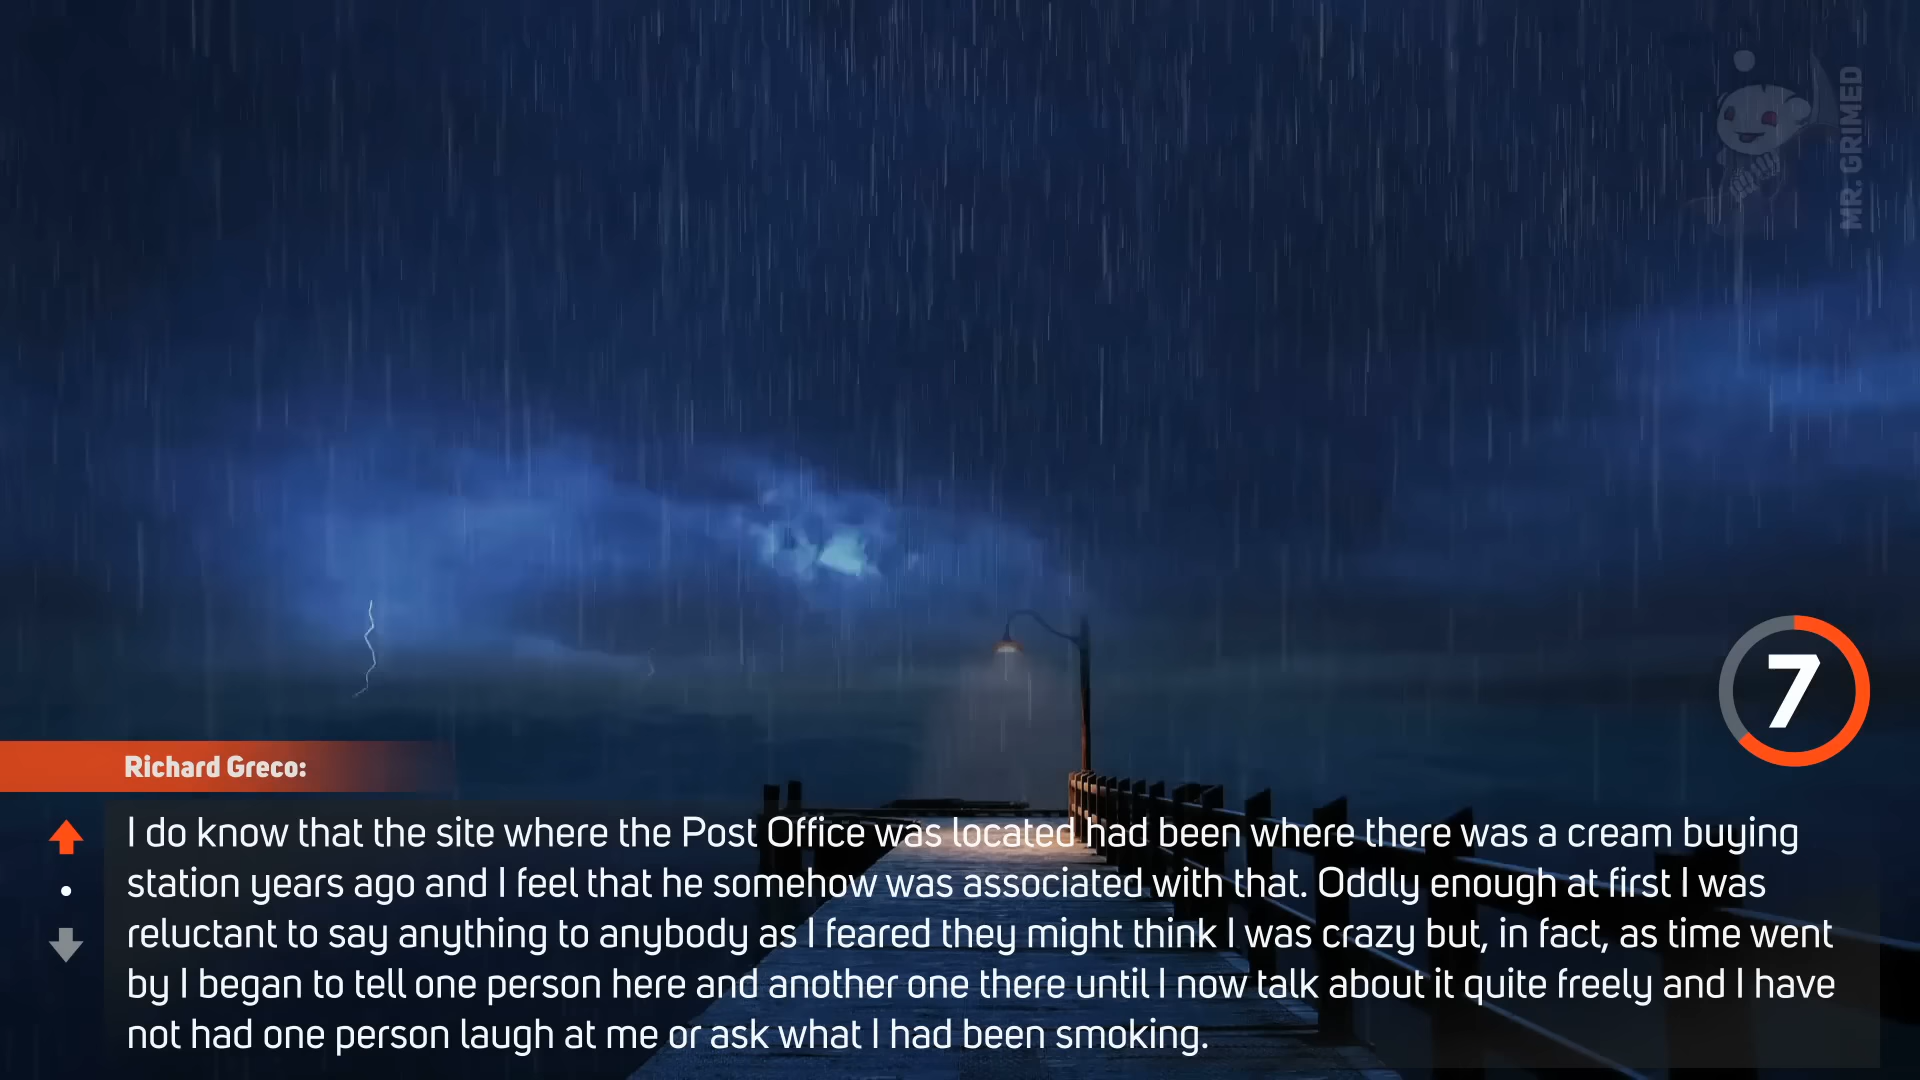 MR. GRIMED
7
Richard Greco:
I do know that the site where the Post Office was located had been where there was a cream buying
station years ago and I feel that he somehow was associated with that. Oddly enough at first I was
reluctant to say anything to anybody as I feared they might think I was crazy but, in fact, as time went
by I began to tell one person here and another one there until I now talk about it quite freely and I have
not had one person laugh at me or ask what I had been smoking.